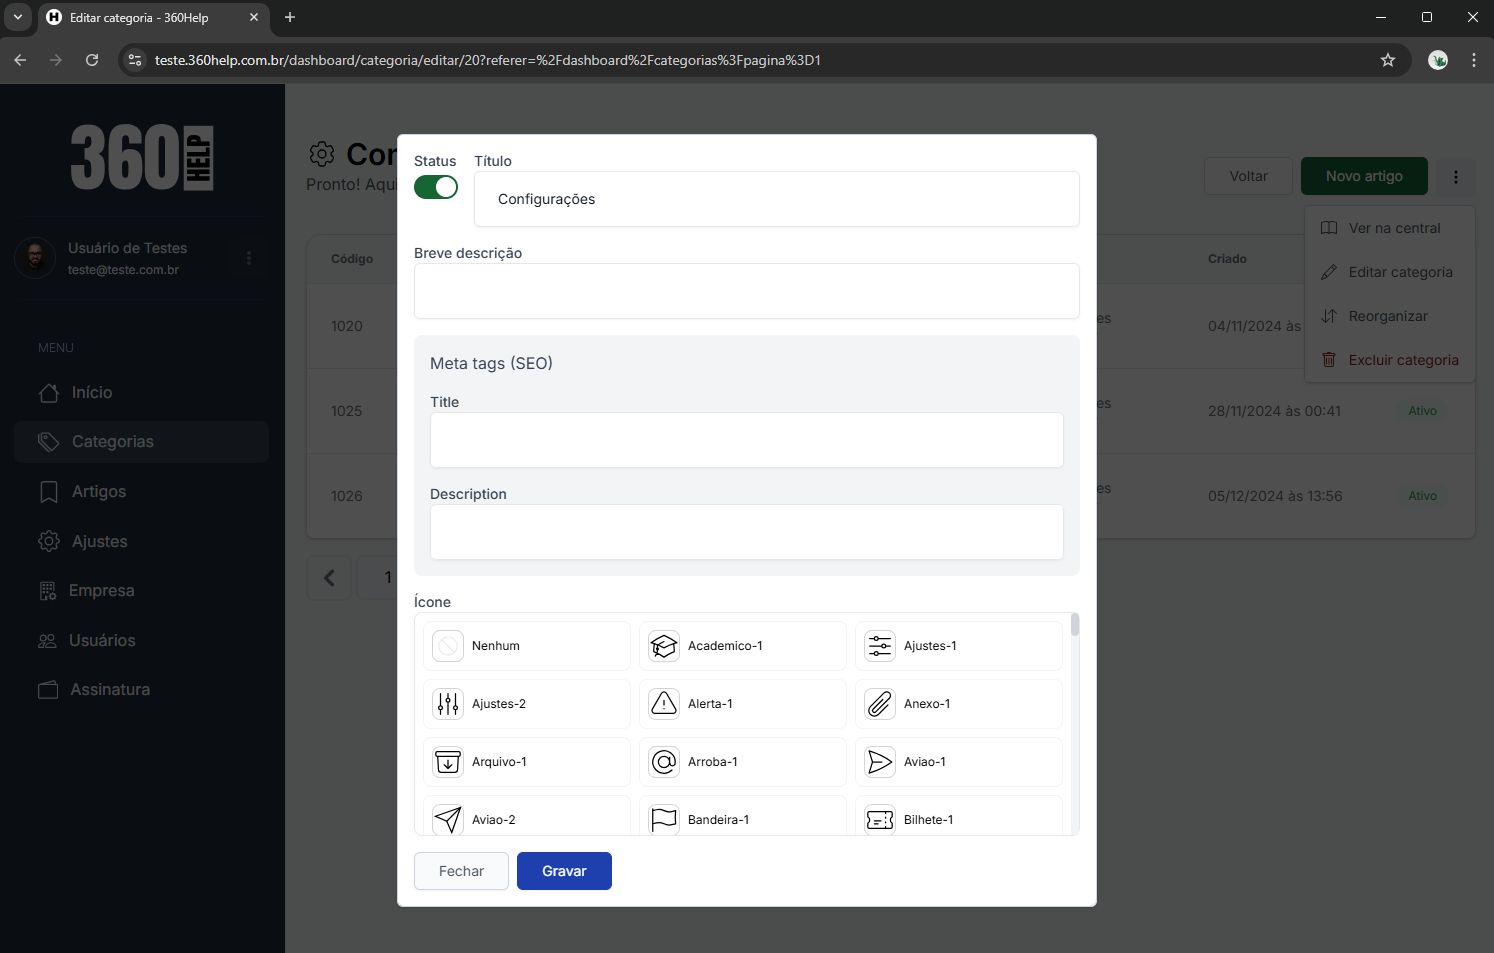 Editar categoria - 360Help
teste.360help.com.br/dashboard/categoria/editar/20?referer=%2Fdashboard%2Fcategorias%3Fpagina%3D1
360 HELP
Usuário de Testes
teste@teste.com.br
MENU
Início
Categorias
Artigos
Ajustes
Empresa
Usuários
Assinatura
Cor
Pronto! Aqui
Voltar
Novo artigo
Ver na central
Editar categoria
Reorganizar
Excluir categoria
Código
Criado
1020
es
04/11/2024 às
1025
es
28/11/2024 às 00:41
Ativo
1026
es
05/12/2024 às 13:56
Ativo
1
Status
Título
Configurações
Breve descrição
Meta tags (SEO)
Title
Description
Ícone
Nenhum
Academico-1
Ajustes-1
Ajustes-2
Alerta-1
Anexo-1
Arquivo-1
Arroba-1
Aviao-1
Aviao-2
Bandeira-1
Bilhete-1
Fechar
Gravar